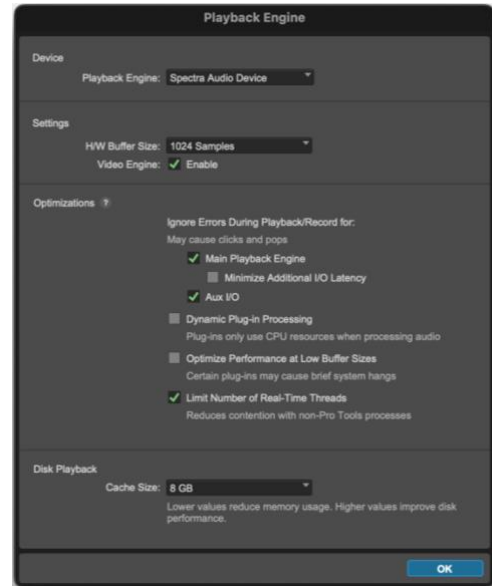 Playback Engine
Device
Playback Engine: Spectra Audio Device
Settings
H/W Buffer Size: 1024 Samples
Video Engine: Enable
Optimizations ?
Ignore Errors During Playback/Record for:
May cause clicks and pops
Main Playback Engine
Minimize Additional I/O Latency
Aux I/O
Dynamic Plug-in Processing
Plug-ins only use CPU resources when processing audio
Optimize Performance at Low Buffer Sizes
Certain plug-ins may cause brief system hangs
Limit Number of Real-Time Threads
Reduces contention with non-Pro Tools processes
Disk Playback
Cache Size: 8 GB
Lower values reduce memory usage. Higher values improve disk
performance.
OK